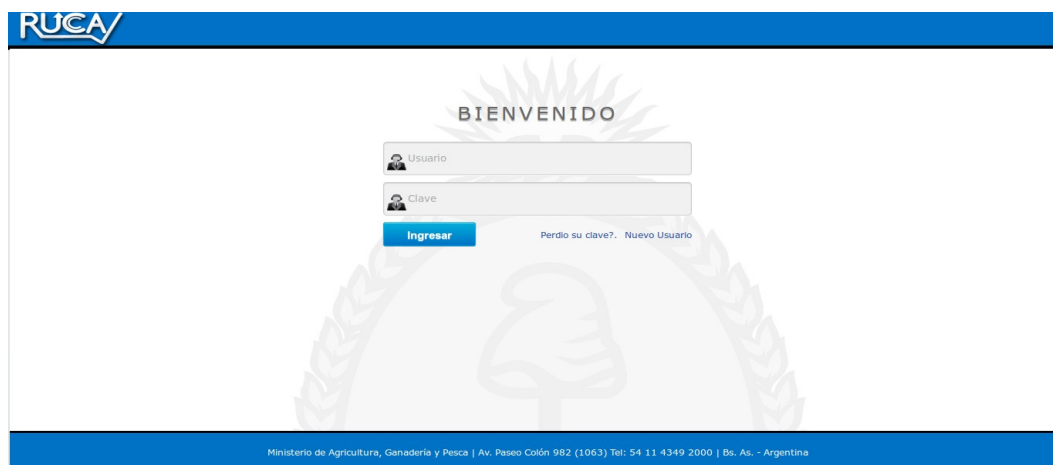 RUCA
BIENVENIDO
Usuario
Clave
Ingresar Perdio su clave?. Nuevo Usuario
Ministerio de Agricultura, Ganadería y Pesca | Av. Paseo Colón 982 (1063) Tel: 54 11 4349 2000 | Bs. As. - Argentina